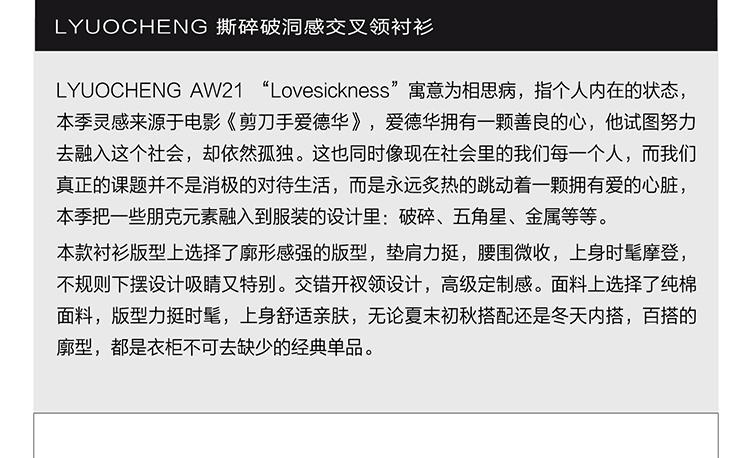 LYUOCHENG 撕碎破洞感交叉领衬衫
LYUOCHENG AW21 “Lovesickness”寓意为相思病，指个人内在的状态，
本季灵感来源于电影《剪刀手爱德华》，爱德华拥有一颗善良的心，他试图努力
去融入这个社会，却依然孤独。这也同时像现在社会里的我们每一个人，而我们
真正的课题并不是消极的对待生活，而是永远炙热的跳动着一颗拥有爱的心脏，
本季把一些朋克元素融入到服装的设计里：破碎、五角星、金属等等。
本款衬衫版型上选择了廓形感强的版型，垫肩力挺，腰围微收，上身时髦摩登，
不规则下摆设计吸睛又特别。交错开衩领设计，高级定制感。面料上选择了纯棉
面料，版型力挺时髦，上身舒适亲肤，无论夏末初秋搭配还是冬天内搭，百搭的
廓型，都是衣柜不可去缺少的经典单品。